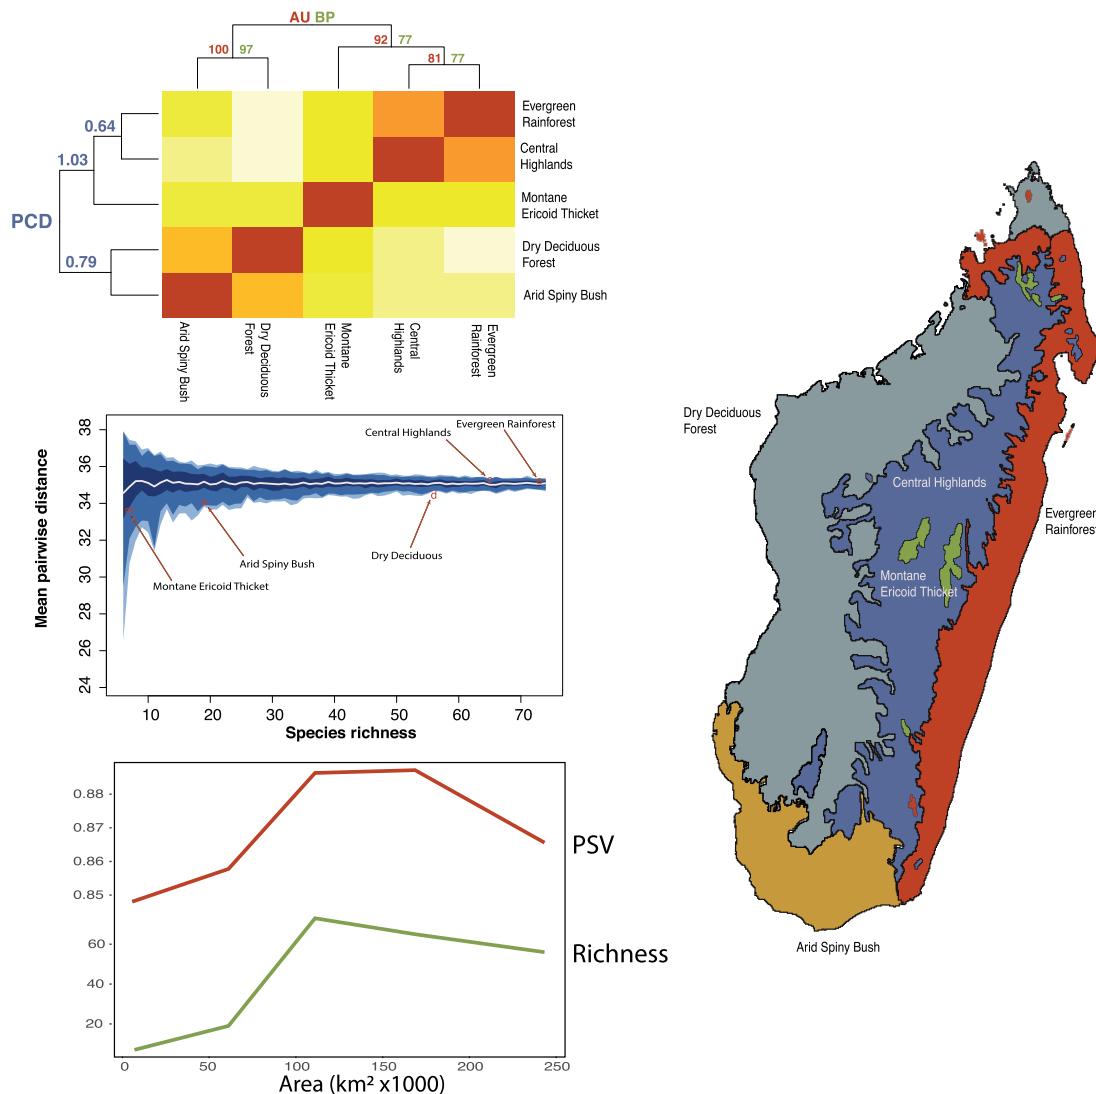 AU BP
100 97
92 77
81 77
0.64
1.03
PCD
0.79
Evergreen
Rainforest
Central
Highlands
Montane
Ericoid Thicket
Dry Deciduous
Forest
Arid Spiny Bush
Arid Spiny Bush
Dry Deciduous
Forest
Montane
Ericoid Thicket
Central
Highlands
Evergreen
Rainforest
Mean pairwise distance
38
36
34
32
30
28
26
24
Central Highlands
Evergreen Rainforest
Arid Spiny Bush
Dry Deciduous
Montane Ericoid Thicket
d
10 20 30 40 50 60 70
Species richness
0.88
0.87
0.86
0.85
60
40
20
PSV
Richness
0 50 100 150 200 250
Area (km² x1000)
Dry Deciduous
Forest
Central Highlands
Evergreen
Rainforest
Montane
Ericoid Thicket
Arid Spiny Bush